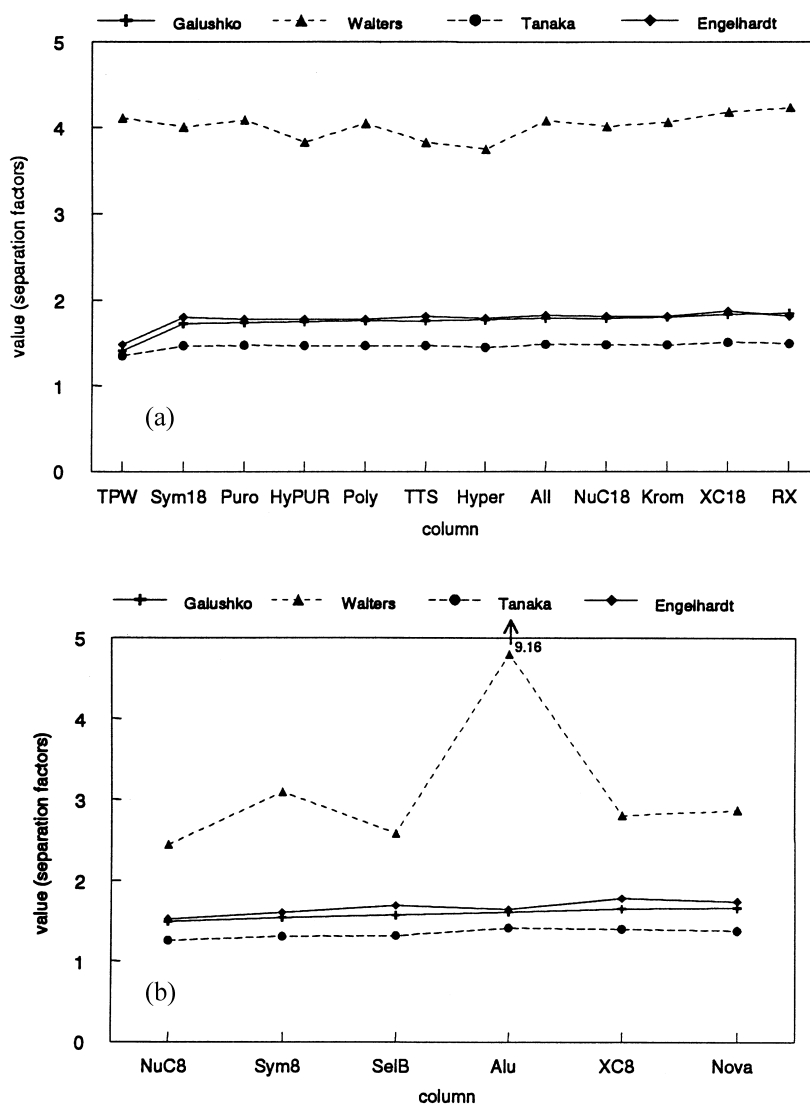 Galushko Walters Tanaka Engelhardt
5
4
3
2
1
0
value (separation factors)
(a)
TPW Sym18 Puro HyPUR Poly TTS Hyper All NuC18 Krom XC18 RX
column
Galushko Walters Tanaka Engelhardt
5
4
3
2
1
0
value (separation factors)
9.16
(b)
NuC8 Sym8 SelB Alu XC8 Nova
column